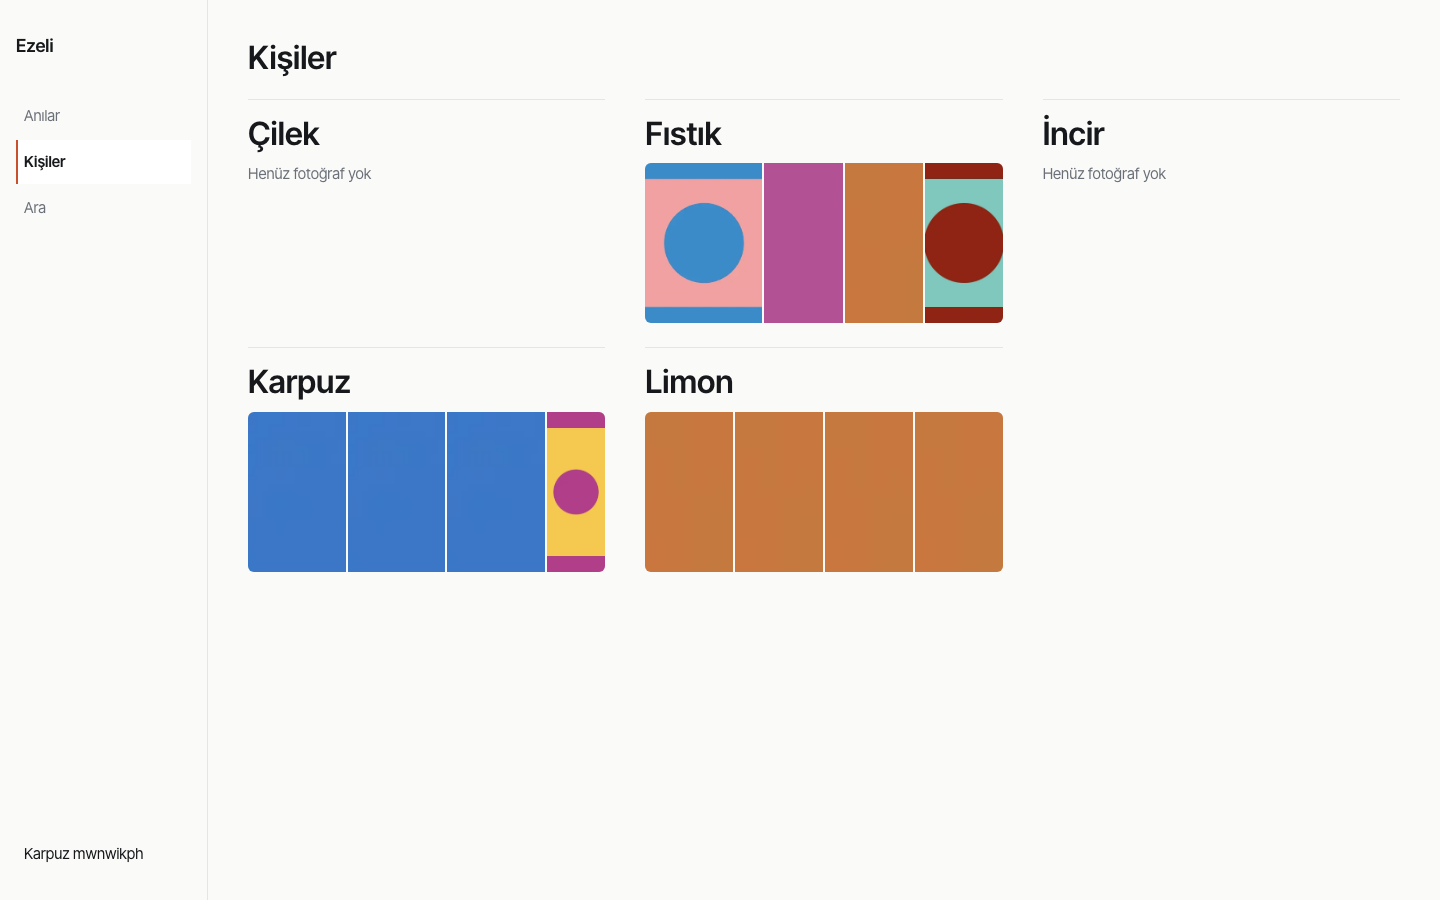 Ezeli
Anılar
Kişiler
Ara
Karpuz mwnwikph
Kişiler
Çilek
Henüz fotoğraf yok
Fıstık
İncir
Henüz fotoğraf yok
Karpuz
Limon